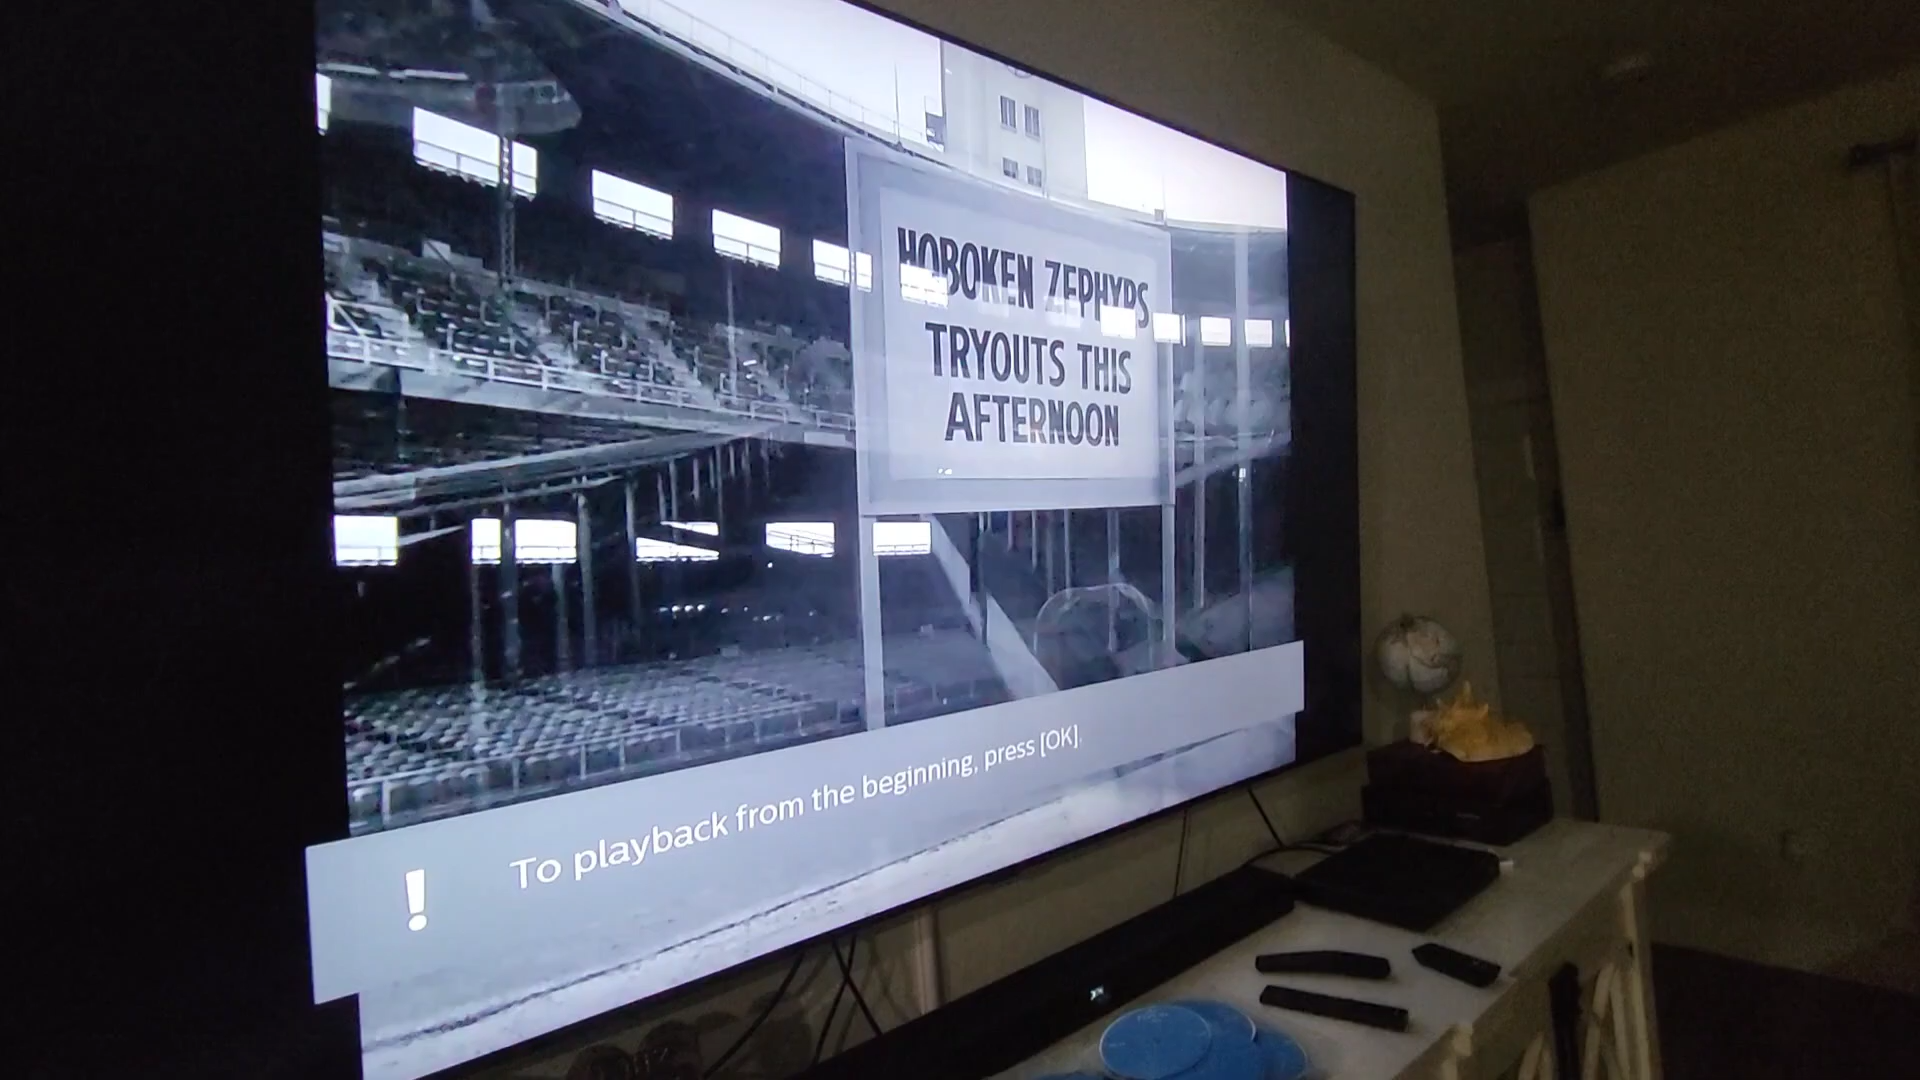 HOBOKEN ZEPHYRS
TRYOUTS THIS
AFTERNOON
! To playback from the beginning, press [OK].